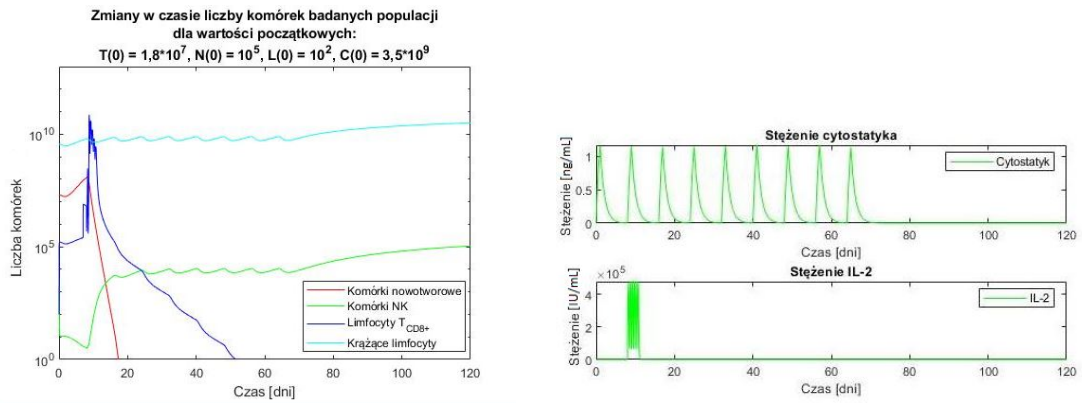 Zmiany w czasie liczby komórek badanych populacji
dla wartości początkowych:
T(0) = 1,8*10^7, N(0) = 10^5, L(0) = 10^2, C(0) = 3,5*10^9
Liczba komórek
10^10
10^5
10^0
0 20 40 60 80 100 120
Czas [dni]
Komórki nowotworowe
Komórki NK
Limfocyty T_CD8+
Krążące limfocyty
Stężenie cytostatyka
Stężenie [ng/mL]
1
0.5
0
Cytostatyk
0 20 40 60 80 100 120
Czas [dni]
Stężenie IL-2
×10^5
Stężenie [IU/mL]
4
2
0
IL-2
0 20 40 60 80 100 120
Czas [dni]